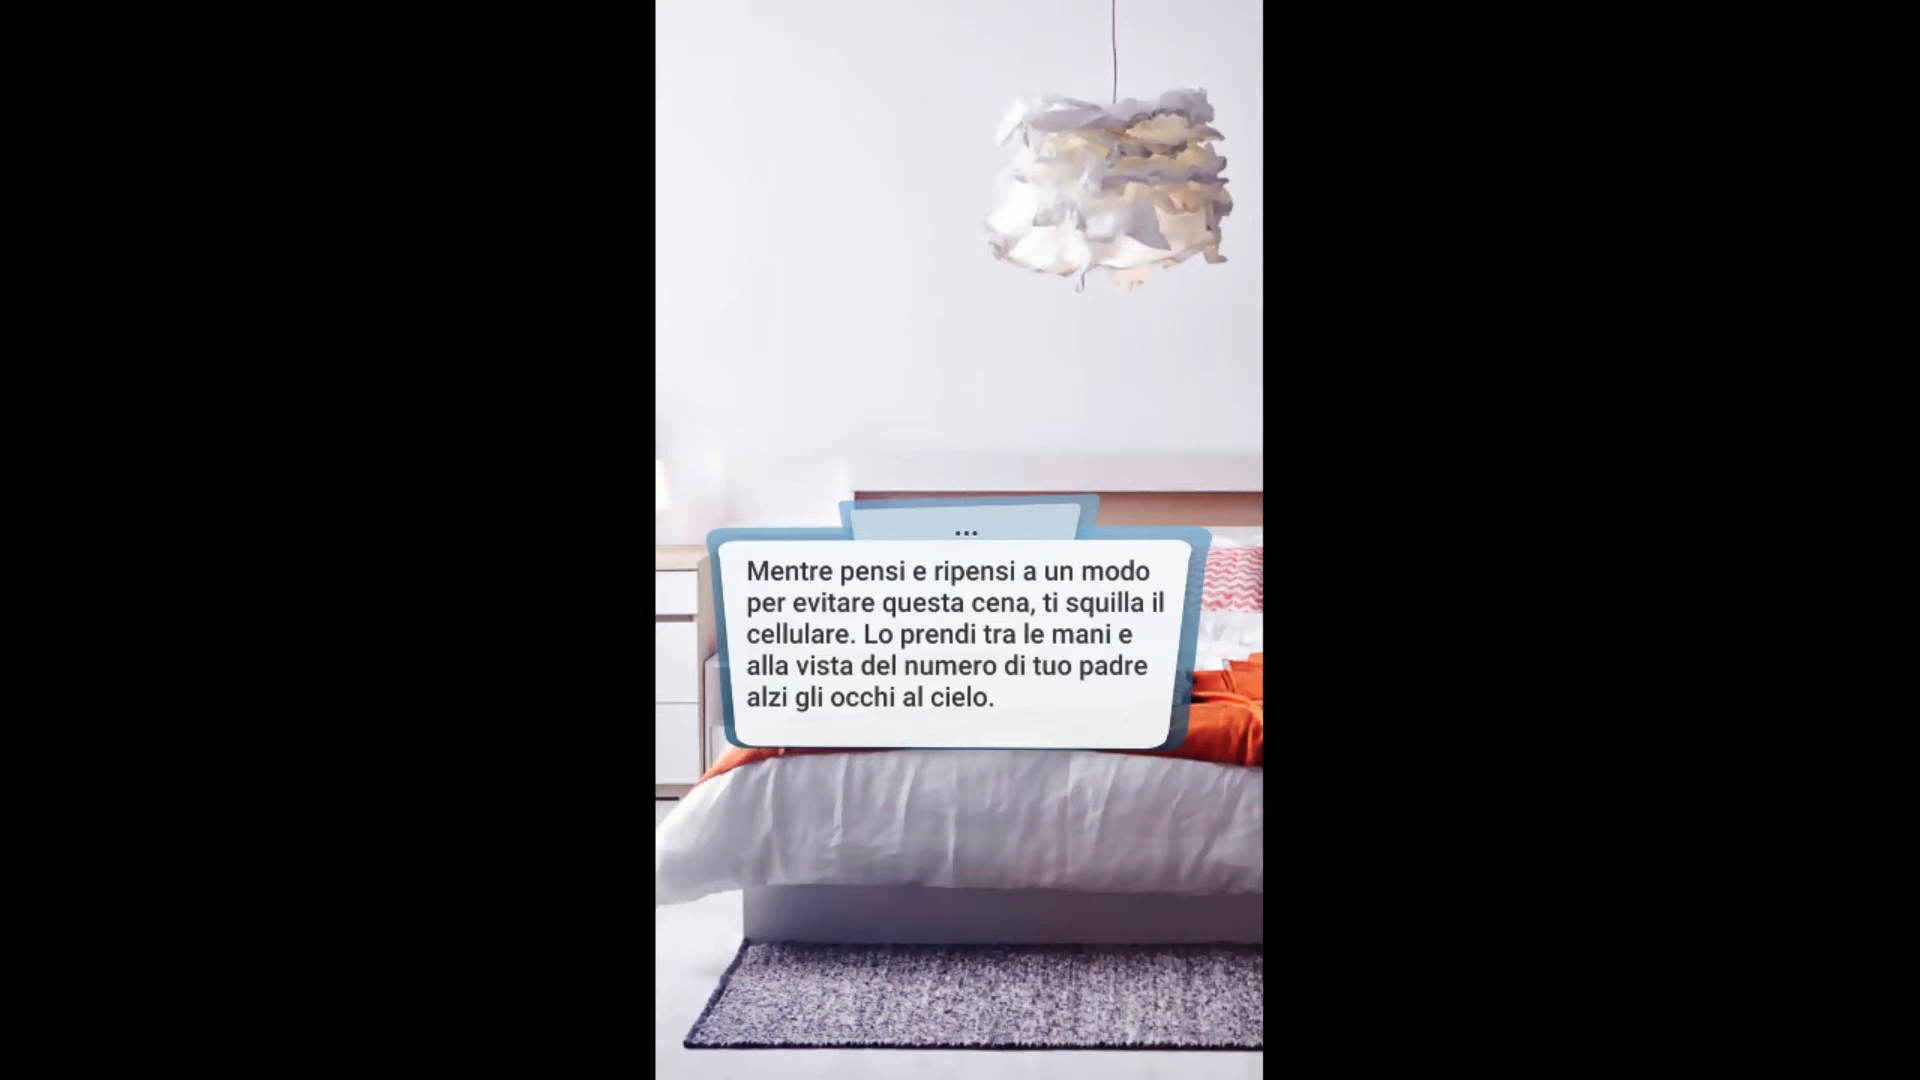 ...
Mentre pensi e ripensi a un modo
per evitare questa cena, ti squilla il
cellulare. Lo prendi tra le mani e
alla vista del numero di tuo padre
alzi gli occhi al cielo.